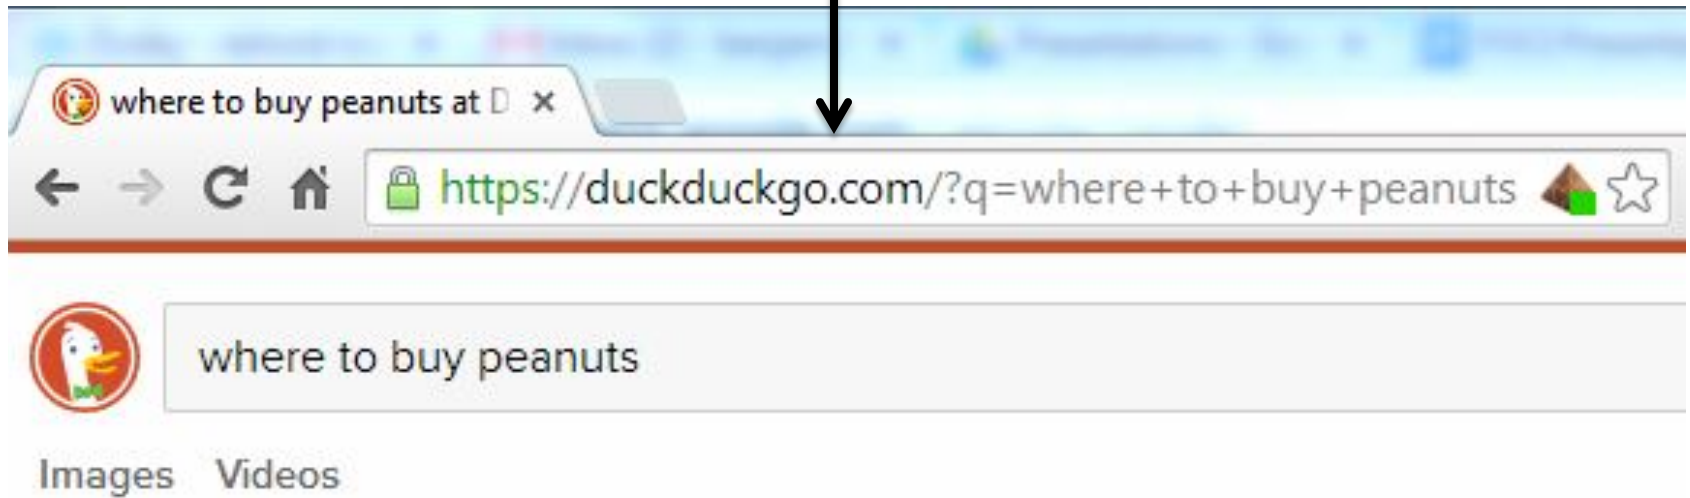 where to buy peanuts at D
https://duckduckgo.com/?q=where+to+buy+peanuts
where to buy peanuts
Images Videos